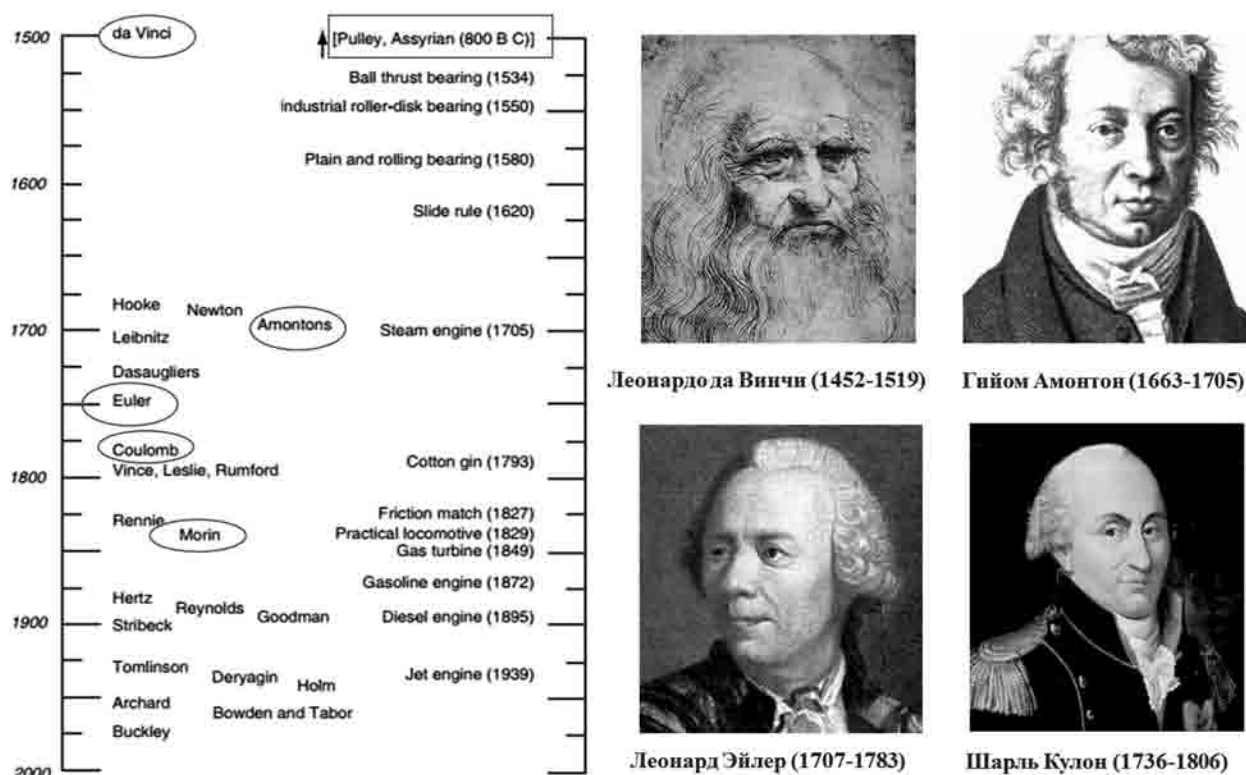 1500
da Vinci
[Pulley, Assyrian (800 B C)]
Ball thrust bearing (1534)
industrial roller-disk bearing (1550)
Plain and rolling bearing (1580)
1600
Slide rule (1620)
Hooke
Newton
Amontons
1700
Leibnitz
Steam engine (1705)
Dasaugliers
Euler
Coulomb
Vince, Leslie, Rumford
Cotton gin (1793)
1800
Rennie
Friction match (1827)
Morin
Practical locomotive (1829)
Gas turbine (1849)
Gasoline engine (1872)
Hertz
Reynolds
Goodman
Diesel engine (1895)
1900
Stribeck
Tomlinson
Deryagin
Holm
Jet engine (1939)
Archard
Bowden and Tabor
Buckley
2000
Леонардо да Винчи (1452-1519)
Гийом Амонтон (1663-1705)
Леонард Эйлер (1707-1783)
Шарль Кулон (1736-1806)